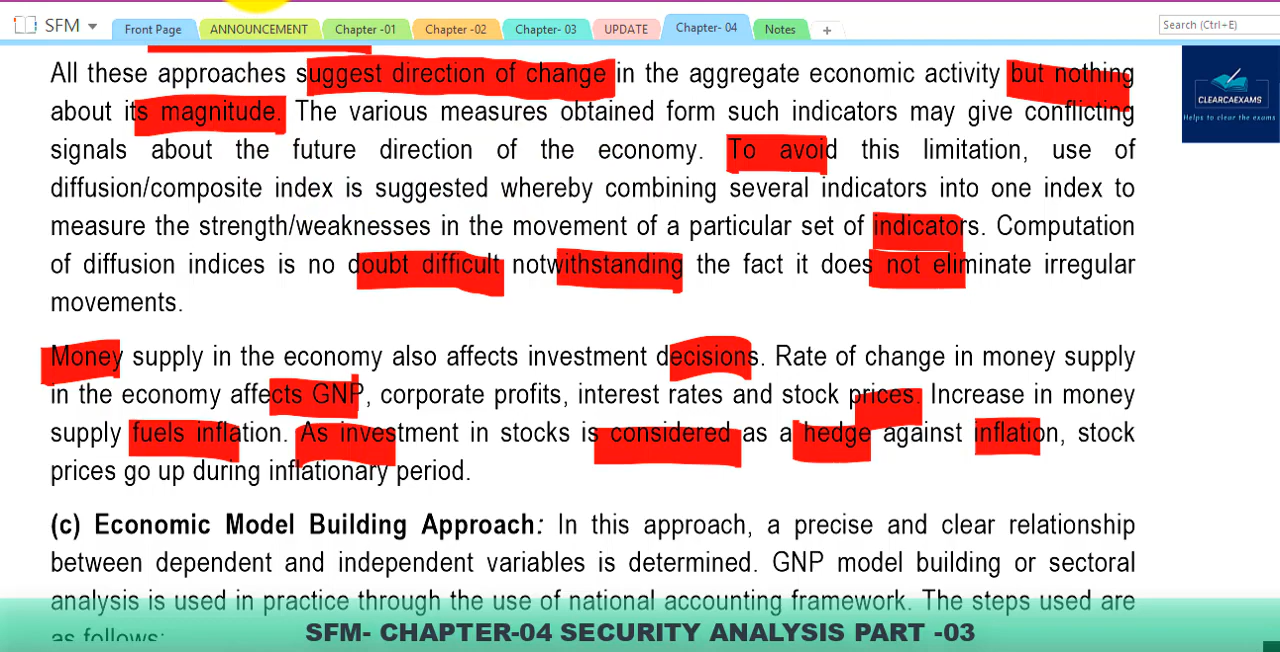 SFM
Front Page
ANNOUNCEMENT
Chapter -01
Chapter -02
Chapter- 03
UPDATE
Chapter- 04
Notes
+
Search (Ctrl+E)
CLEARCAEXAMS
Helps to clear the exams
All these approaches suggest direction of change in the aggregate economic activity but nothing
about its magnitude. The various measures obtained form such indicators may give conflicting
signals about the future direction of the economy. To avoid this limitation, use of
diffusion/composite index is suggested whereby combining several indicators into one index to
measure the strength/weaknesses in the movement of a particular set of indicators. Computation
of diffusion indices is no doubt difficult notwithstanding the fact it does not eliminate irregular
movements.
Money supply in the economy also affects investment decisions. Rate of change in money supply
in the economy affects GNP, corporate profits, interest rates and stock prices. Increase in money
supply fuels inflation. As investment in stocks is considered as a hedge against inflation, stock
prices go up during inflationary period.
(c) Economic Model Building Approach: In this approach, a precise and clear relationship
between dependent and independent variables is determined. GNP model building or sectoral
analysis is used in practice through the use of national accounting framework. The steps used are
as follows:
SFM- CHAPTER-04 SECURITY ANALYSIS PART -03